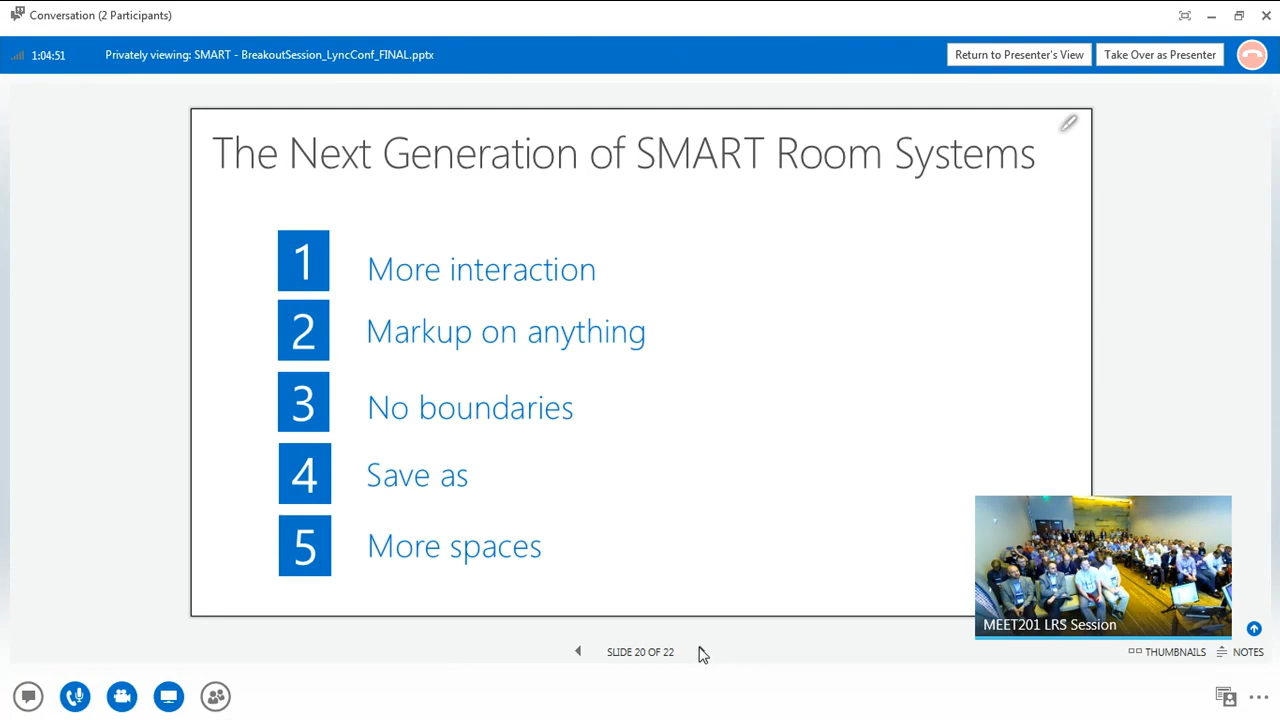 Conversation (2 Participants)
1:04:51
Privately viewing: SMART - BreakoutSession_LyncConf_FINAL.pptx
Return to Presenter's View
Take Over as Presenter
The Next Generation of SMART Room Systems
1 More interaction
2 Markup on anything
3 No boundaries
4 Save as
5 More spaces
MEET201 LRS Session
SLIDE 20 OF 22
THUMBNAILS
NOTES